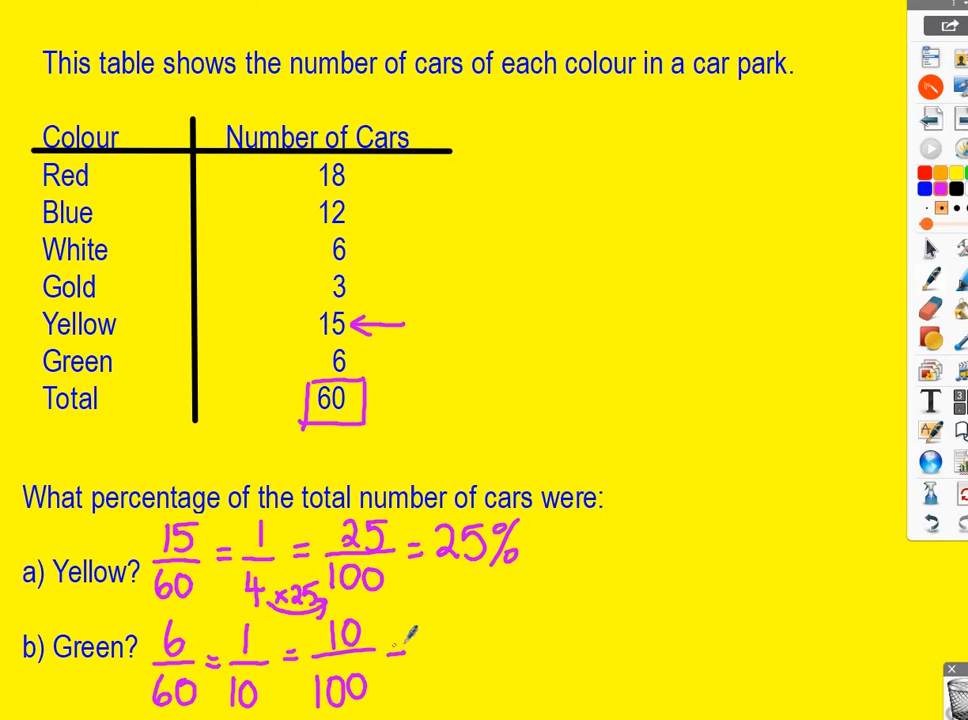 This table shows the number of cars of each colour in a car park.
Colour Number of Cars
Red 18
Blue 12
White 6
Gold 3
Yellow 15
Green 6
Total 60
What percentage of the total number of cars were:
a) Yellow? 15/60 = 1/4 = 25/100 = 25%
×25
b) Green? 6/60 = 1/10 = 10/100 =
T
3